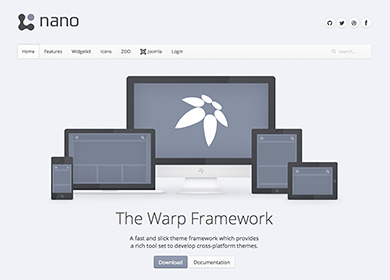 nano
Home Features Widgetkit Icons ZOO Joomla Login
search...
The Warp Framework
A fast and slick theme framework which provides
a rich tool set to develop cross-platform themes.
Download Documentation